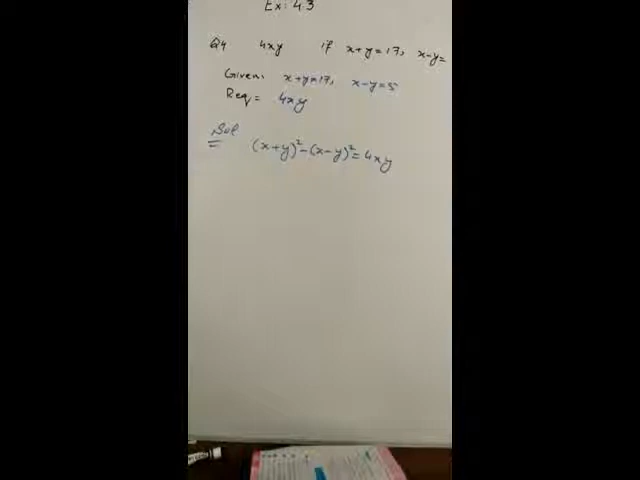 Ex: 4.3
Q4 4xy if x+y=17, x-y=
Given: x+y=17, x-y=5
Req = 4xy
Sol
(x+y)²-(x-y)²=4xy